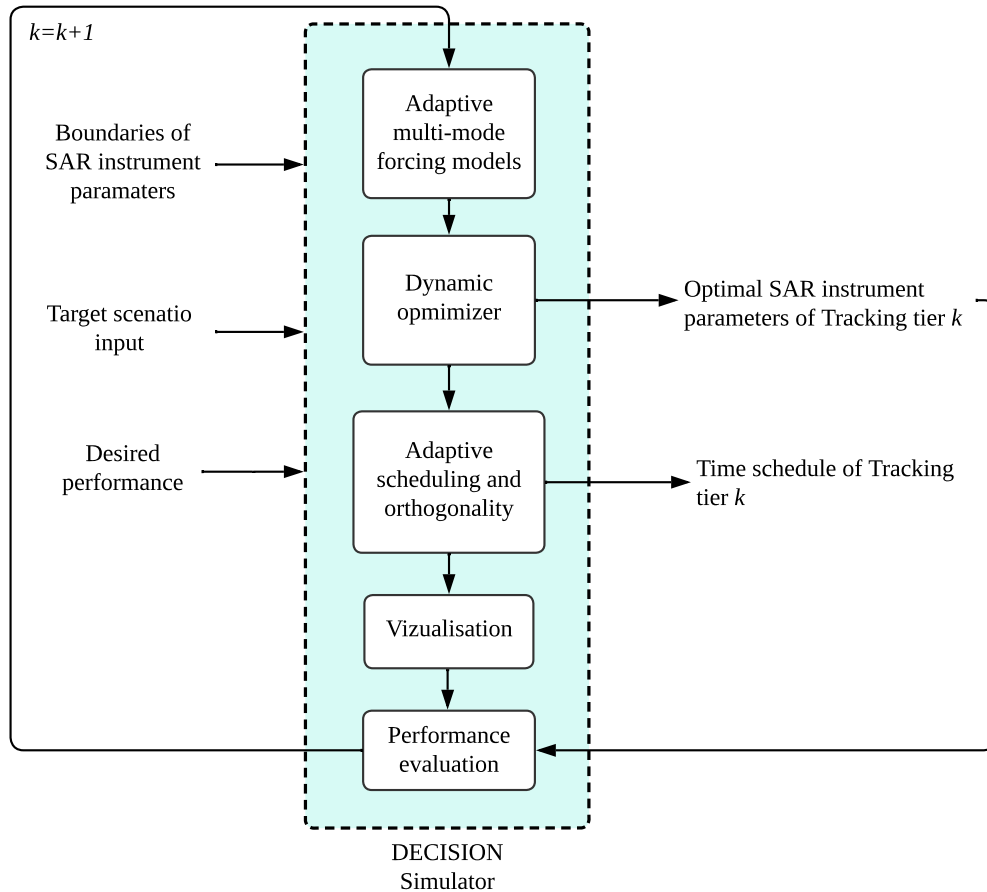 k=k+1
Adaptive
multi-mode
forcing models
Boundaries of
SAR instrument
paramaters
Dynamic
opmimizer
Optimal SAR instrument
parameters of Tracking tier k
Target scenatio
input
Adaptive
scheduling and
orthogonality
Desired
performance
Time schedule of Tracking
tier k
Vizualisation
Performance
evaluation
DECISION
Simulator